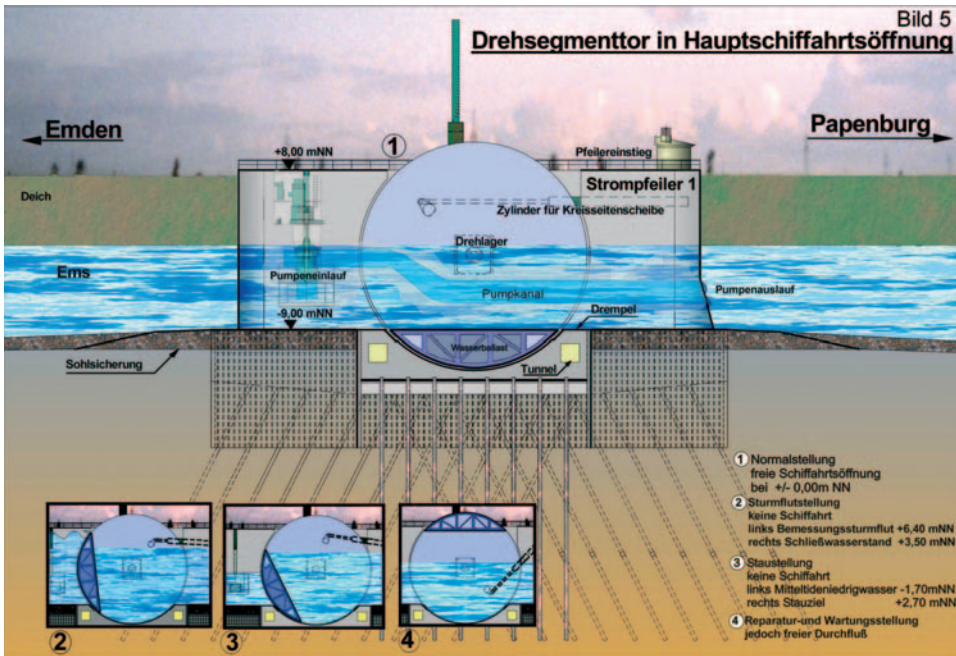 Bild 5
Drehsegmenttor in Hauptschiffahrtsöffnung
Emden
Papenburg
1
+8,00 mNN
Pfeilereinstieg
Strompfeiler 1
Deich
Zylinder für Kreisseitenscheibe
Drehlager
Ems
Pumpeneinlauf
Pumpkanal
Pumpenauslauf
-9,00 mNN
Drempel
Wasserballast
Sohlsicherung
Tunnel
1 Normalstellung
freie Schiffahrtsöffnung
bei +/- 0,00m NN
2 Sturmflutstellung
keine Schiffahrt
links Bemessungssturmflut +6,40 mNN
rechts Schließwasserstand +3,50 mNN
3 Staustellung
keine Schiffahrt
links Mitteltideniedrigwasser -1,70mNN
rechts Stauziel +2,70 mNN
4 Reparatur-und Wartungsstellung
jedoch freier Durchfluß
2
3
4